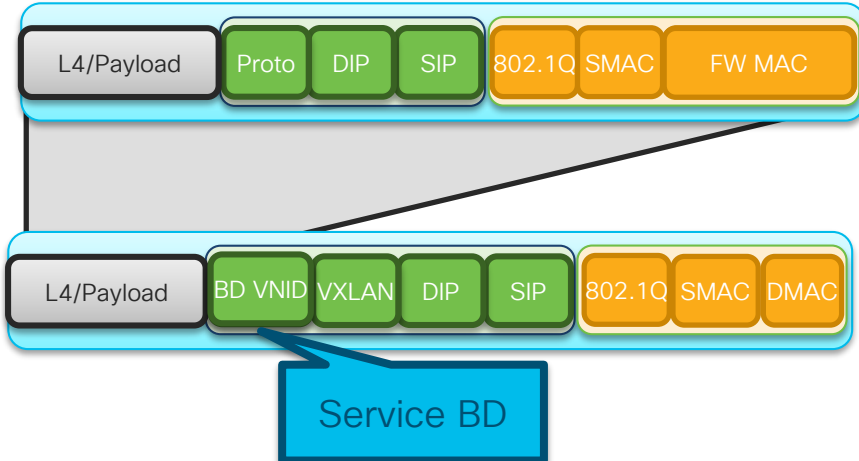 L4/Payload Proto DIP SIP 802.1Q SMAC FW MAC
L4/Payload BD VNID VXLAN DIP SIP 802.1Q SMAC DMAC
Service BD